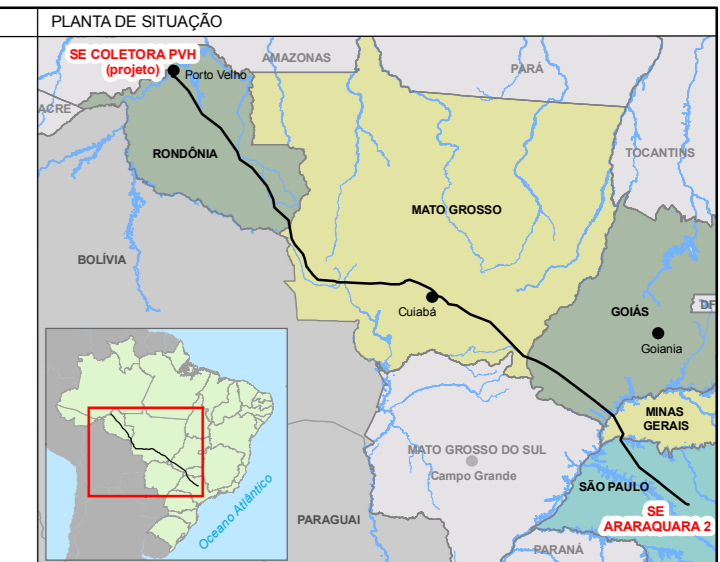 PLANTA DE SITUAÇÃO
SE COLETORA PVH
(projeto)
Porto Velho
AMAZONAS
PARÁ
ACRE
TOCANTINS
RONDÔNIA
MATO GROSSO
BOLÍVIA
Cuiabá
GOIÁS
DF
Goiania
MINAS
GERAIS
MATO GROSSO DO SUL
Campo Grande
SÃO PAULO
SE
ARARAQUARA 2
PARAGUAI
PARANÁ
Oceano Atlântico